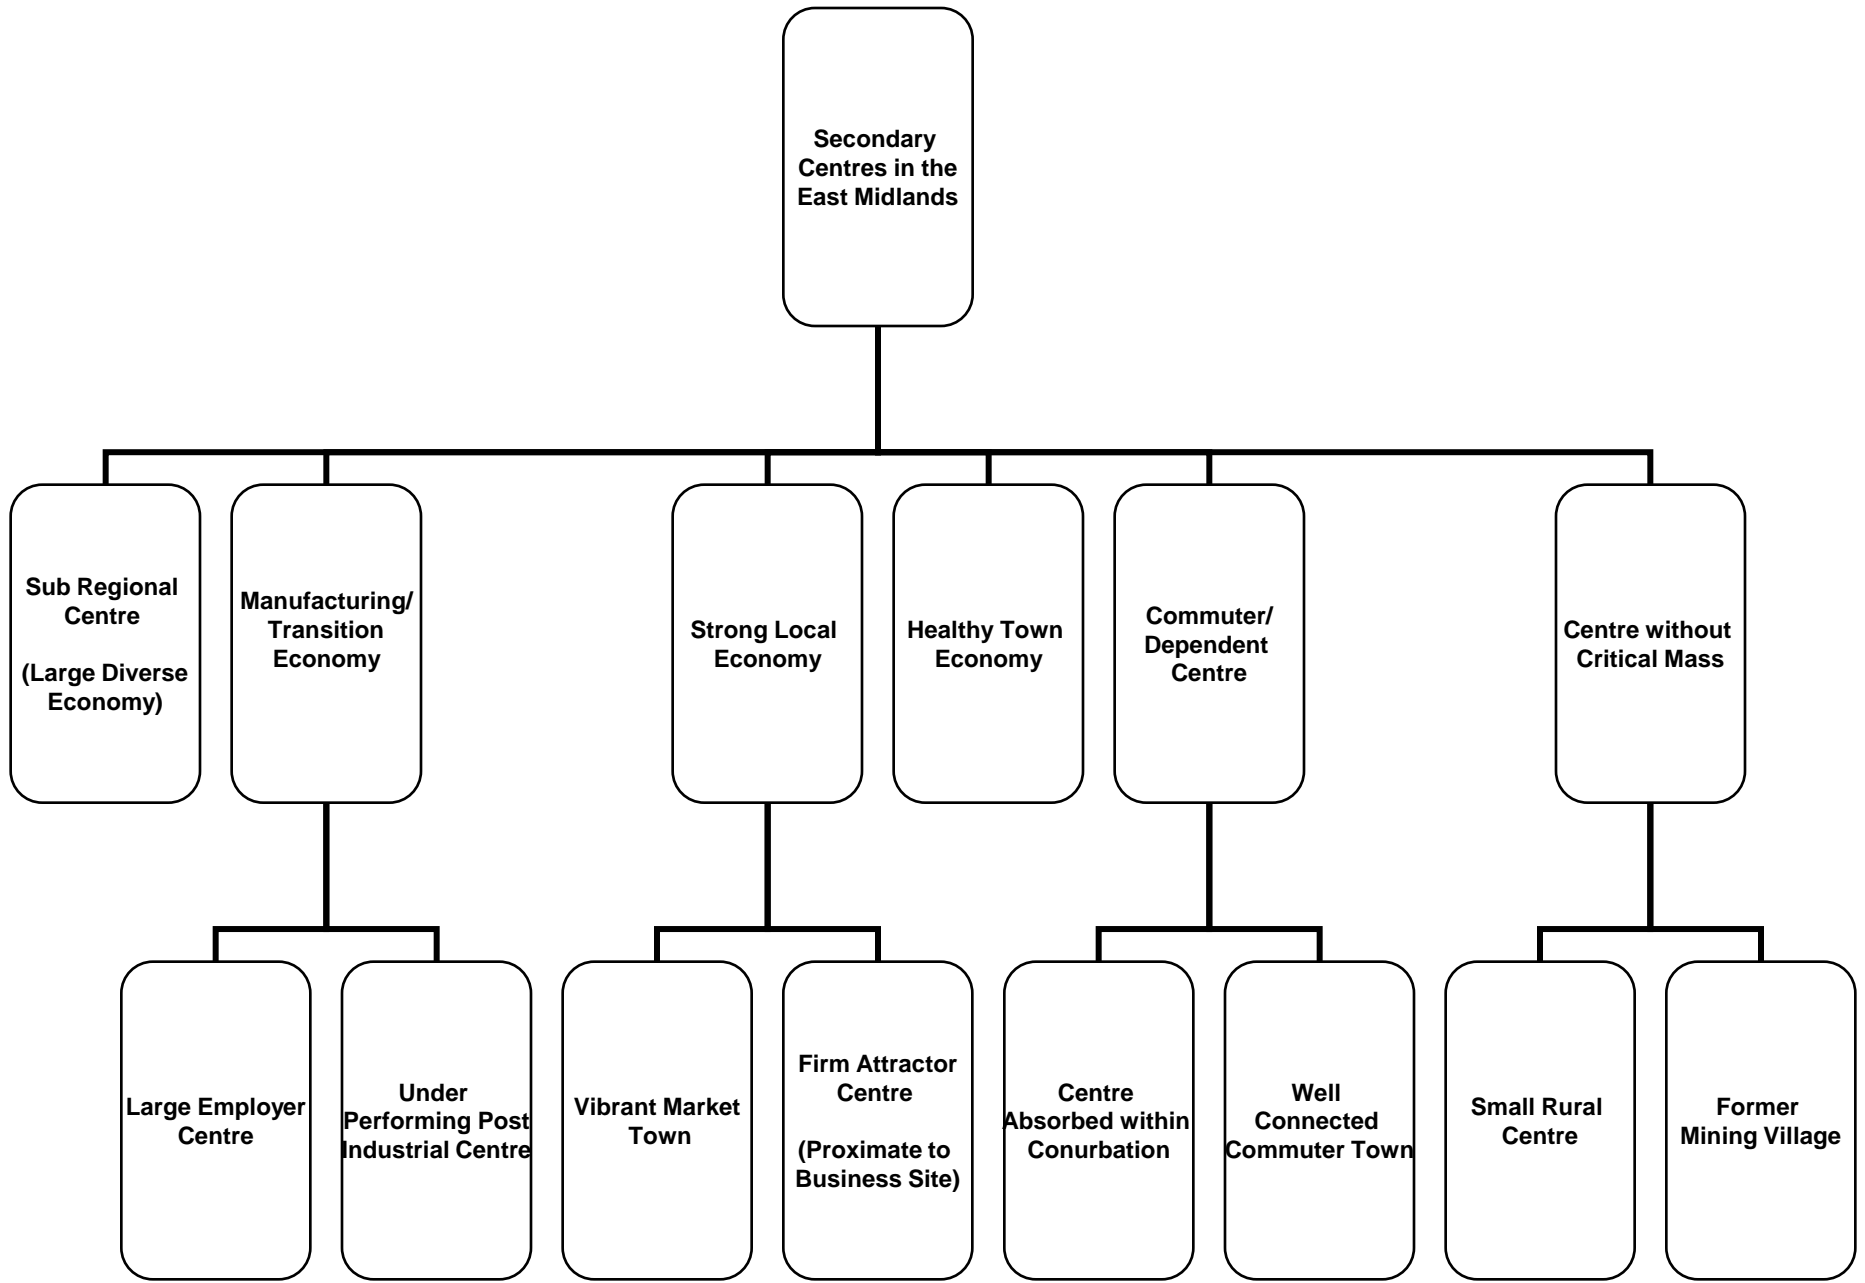 Secondary
Centres in the
East Midlands
Sub Regional
Centre
(Large Diverse
Economy)
Manufacturing/
Transition
Economy
Strong Local
Economy
Healthy Town
Economy
Commuter/
Dependent
Centre
Centre without
Critical Mass
Large Employer
Centre
Under
Performing Post
Industrial Centre
Vibrant Market
Town
Firm Attractor
Centre
(Proximate to
Business Site)
Centre
Absorbed within
Conurbation
Well
Connected
Commuter Town
Small Rural
Centre
Former
Mining Village